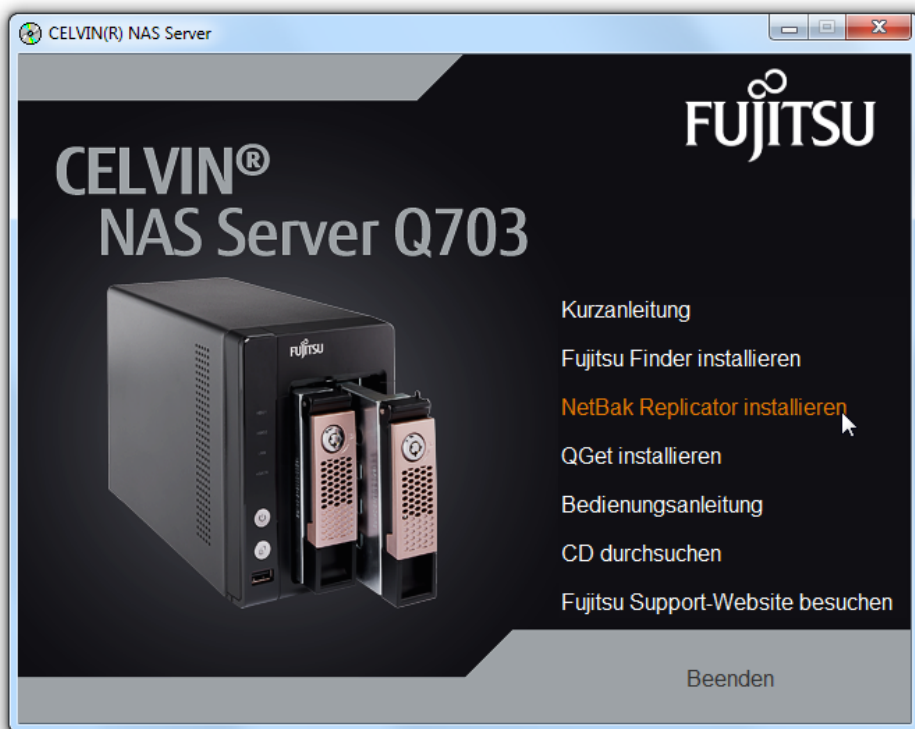 CELVIN(R) NAS Server
FUJITSU
CELVIN®
NAS Server Q703
FUJITSU
Kurzanleitung
Fujitsu Finder installieren
NetBak Replicator installieren
QGet installieren
Bedienungsanleitung
CD durchsuchen
Fujitsu Support-Website besuchen
Beenden